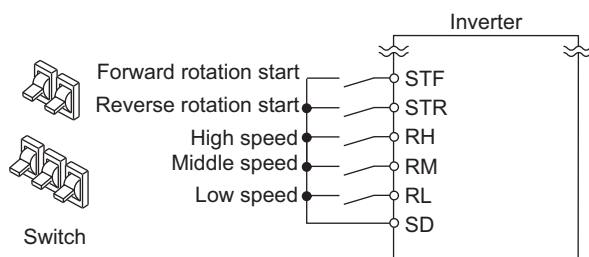 Inverter
Forward rotation start STF
Reverse rotation start STR
High speed RH
Middle speed RM
Low speed RL
SD
Switch